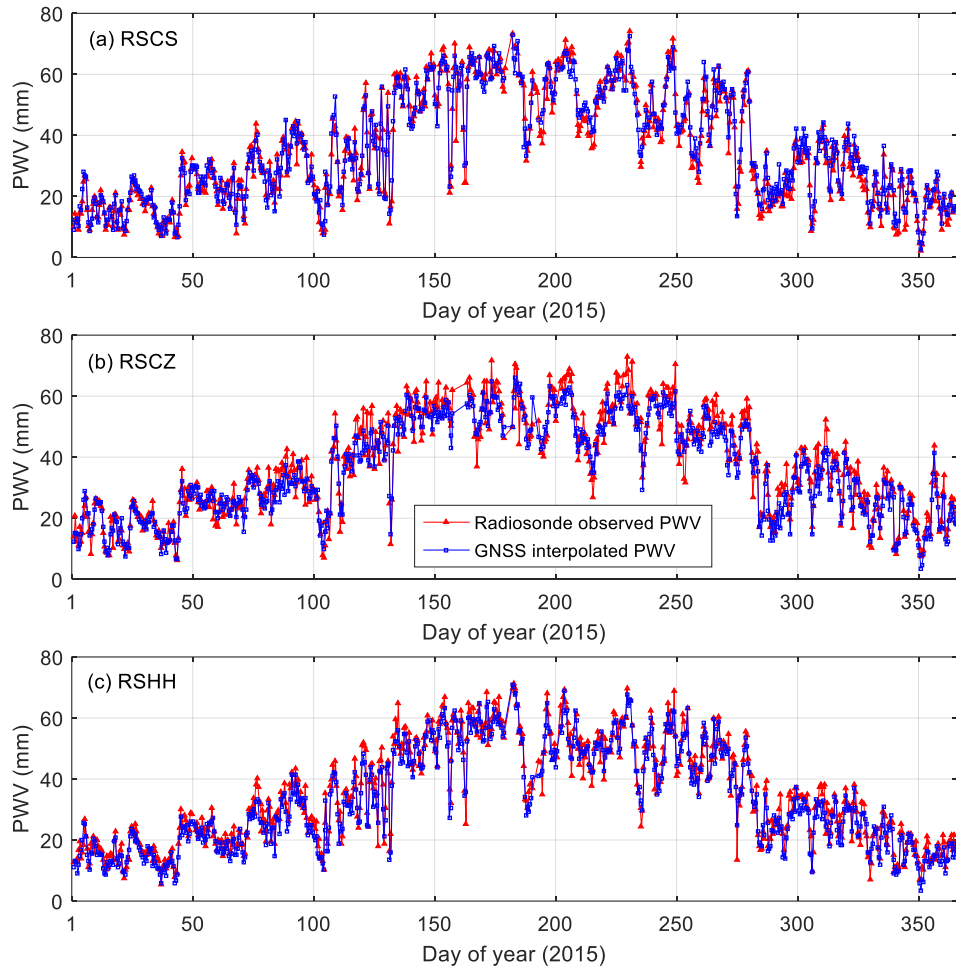 80
60
40
20
0
PWV (mm)
(a) RSCS
1 50 100 150 200 250 300 350
Day of year (2015)
80
60
40
20
0
PWV (mm)
(b) RSCZ
Radiosonde observed PWV
GNSS interpolated PWV
1 50 100 150 200 250 300 350
Day of year (2015)
80
60
40
20
0
PWV (mm)
(c) RSHH
1 50 100 150 200 250 300 350
Day of year (2015)